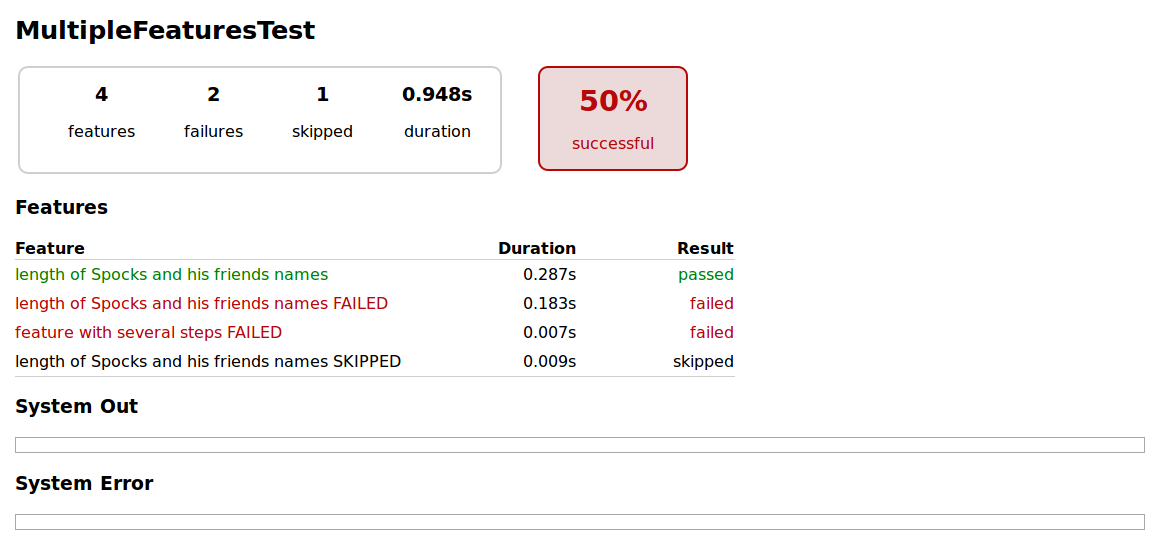 MultipleFeaturesTest
4 2 1 0.948s
features failures skipped duration
50%
successful
Features
Feature Duration Result
length of Spocks and his friends names 0.287s passed
length of Spocks and his friends names FAILED 0.183s failed
feature with several steps FAILED 0.007s failed
length of Spocks and his friends names SKIPPED 0.009s skipped
System Out
System Error